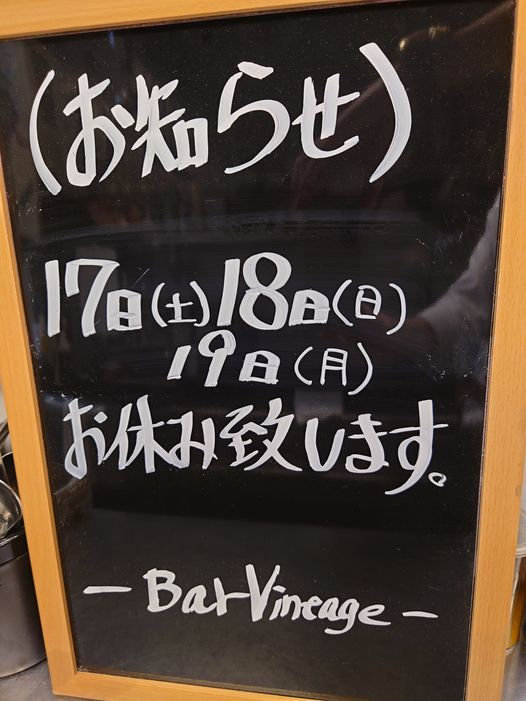 (お知らせ)
17日(土)18日(日)
19日(月)
お休み致します。
- Bar Vineage -